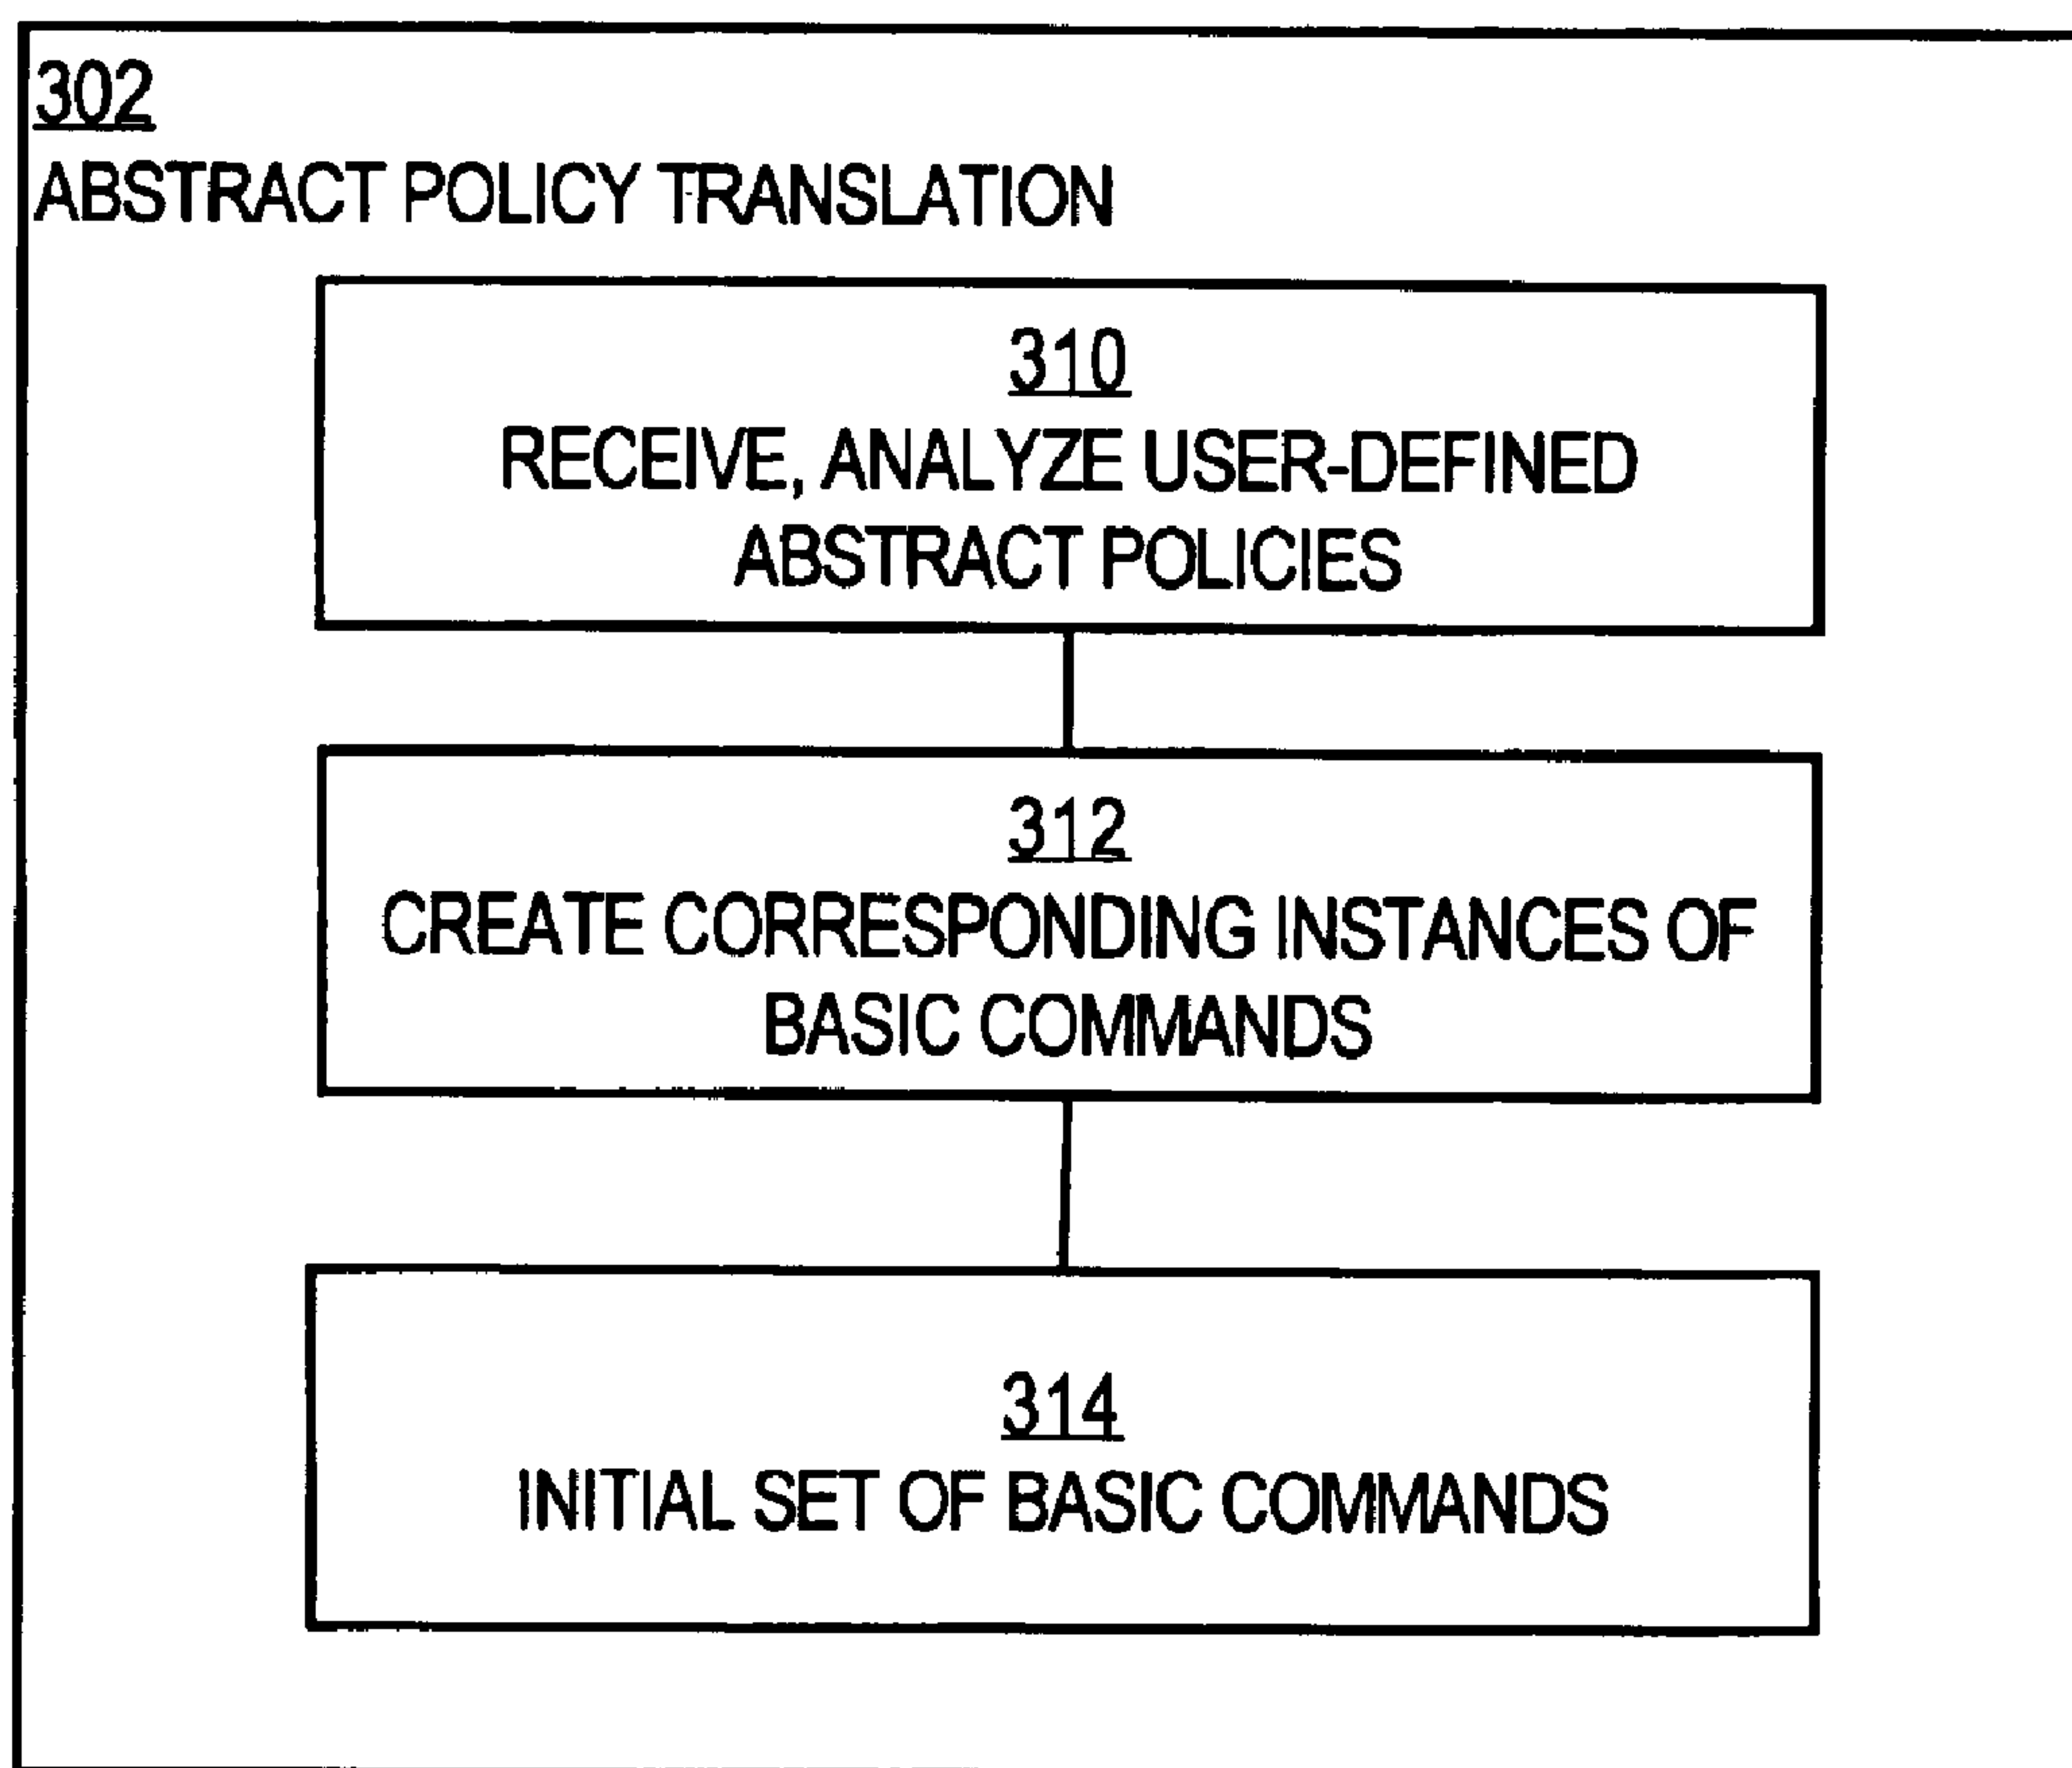 302
ABSTRACT POLICY TRANSLATION
310
RECEIVE, ANALYZE USER-DEFINED
ABSTRACT POLICIES
312
CREATE CORRESPONDING INSTANCES OF
BASIC COMMANDS
314
INITIAL SET OF BASIC COMMANDS